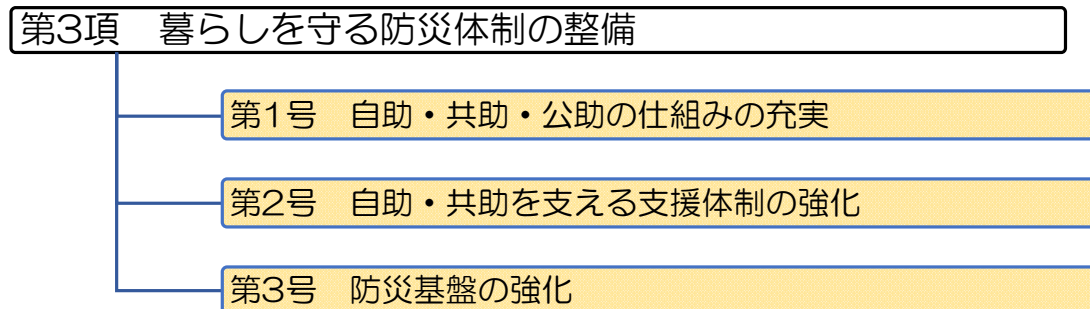 第3項　暮らしを守る防災体制の整備
第1号　自助・共助・公助の仕組みの充実
第2号　自助・共助を支える支援体制の強化
第3号　防災基盤の強化